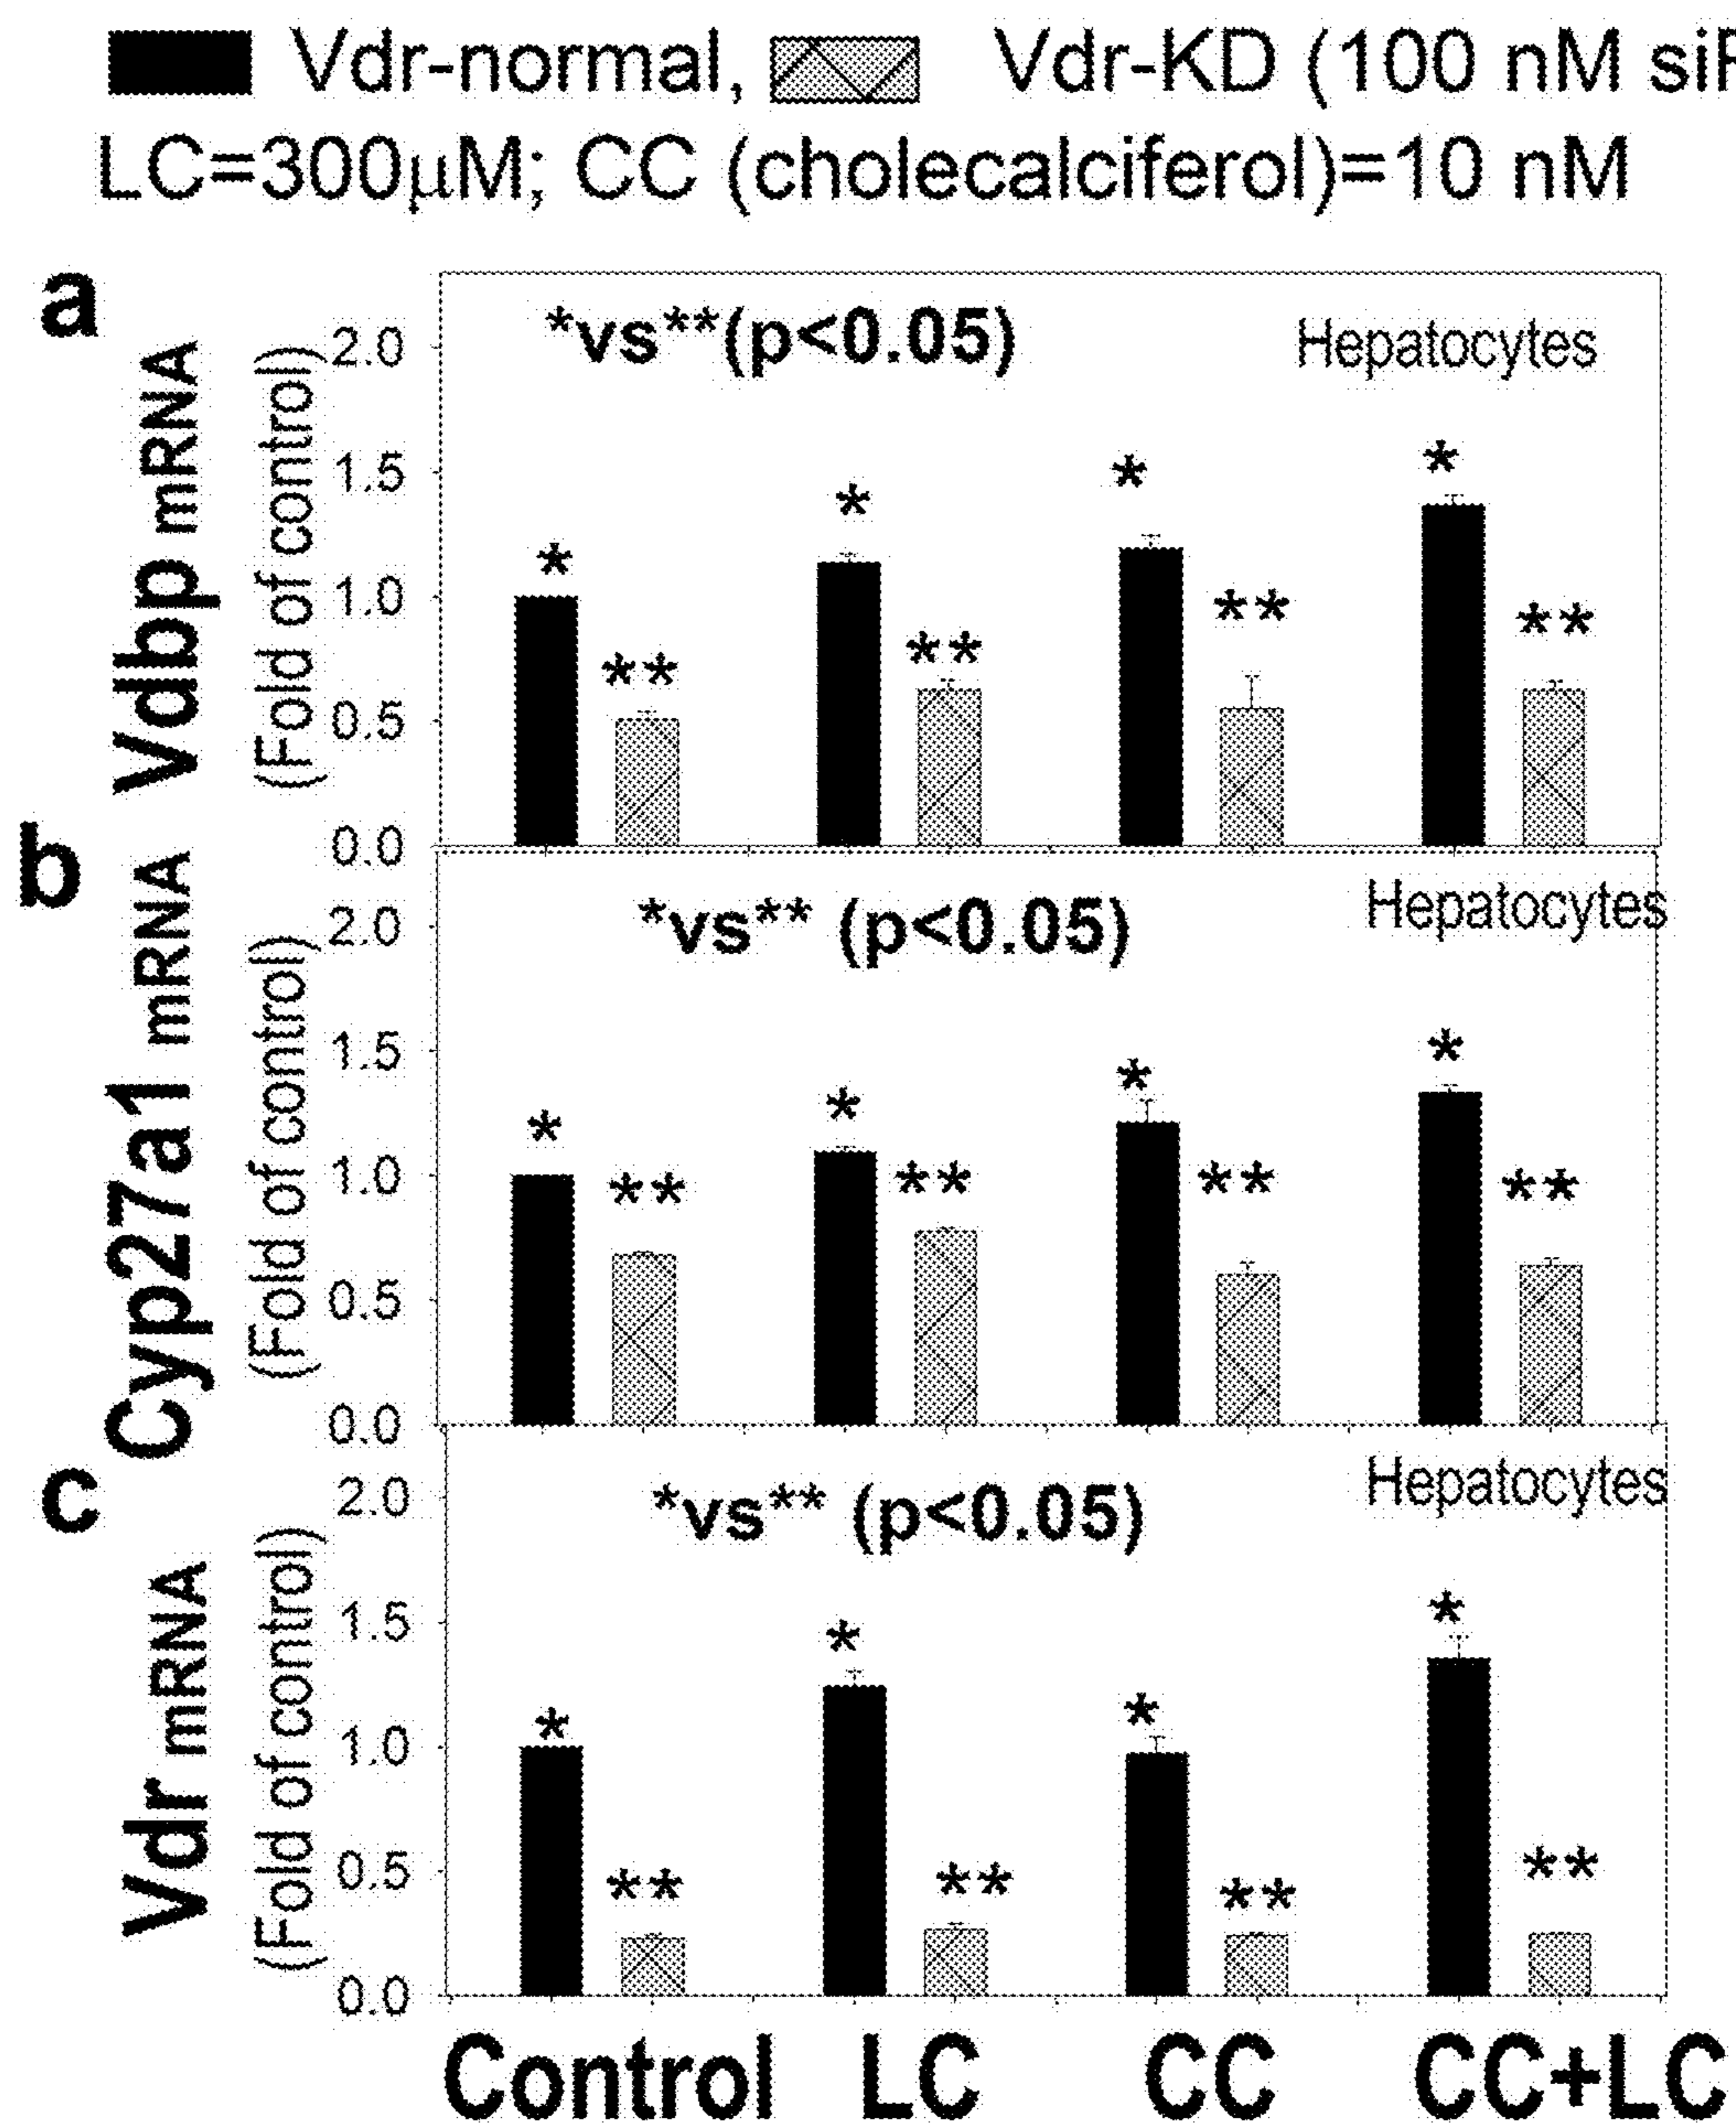 Vdr-normal, Vdr-KD (100 nM siR
LC=300µM; CC (cholecalciferol)=10 nM
a
Vdbp mRNA
(Fold of control)
2.0
1.5
1.0
0.5
0.0
*vs**(p<0.05)
Hepatocytes
* ** * ** * ** * **
b
Cyp27a1 mRNA
(Fold of control)
2.0
1.5
1.0
0.5
0.0
*vs** (p<0.05)
Hepatocytes
* ** * ** * ** * **
c
Vdr mRNA
(Fold of control)
2.0
1.5
1.0
0.5
0.0
*vs** (p<0.05)
Hepatocytes
* ** * ** * ** * **
Control LC CC CC+LC